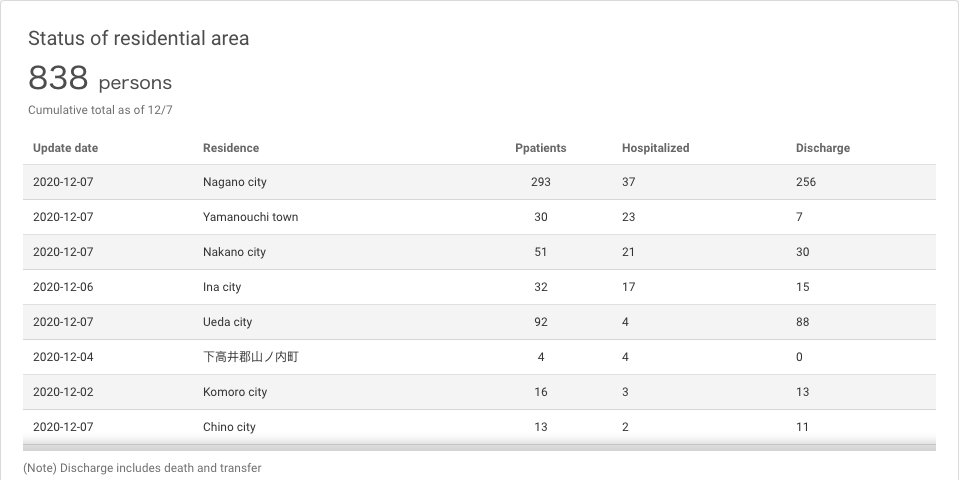 Status of residential area
838 persons
Cumulative total as of 12/7
Update date Residence Ppatients Hospitalized Discharge
2020-12-07 Nagano city 293 37 256
2020-12-07 Yamanouchi town 30 23 7
2020-12-07 Nakano city 51 21 30
2020-12-06 Ina city 32 17 15
2020-12-07 Ueda city 92 4 88
2020-12-04 下高井郡山ノ内町 4 4 0
2020-12-02 Komoro city 16 3 13
2020-12-07 Chino city 13 2 11
(Note) Discharge includes death and transfer